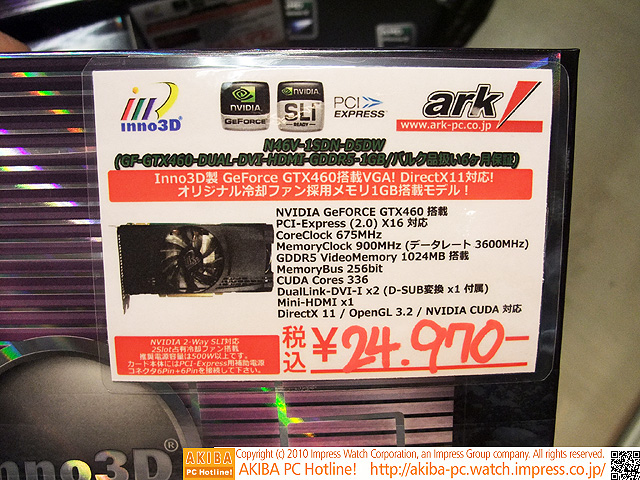 inno3D®
NVIDIA
GEFORCE
NVIDIA
SLI
READY
PCI
EXPRESS
ark
www.ark-pc.co.jp
N46V-1SDN-D5DW
(GF-GTX460-DUAL-DVI-HDMI-GDDR5-1GB/バルク品扱い6ヶ月保証)
Inno3D製 GeForce GTX460搭載VGA! DirectX11対応!
オリジナル冷却ファン採用メモリ1GB搭載モデル!
NVIDIA GeFORCE GTX460 搭載
PCI-Express (2.0) X16 対応
CoreClock 675MHz
MemoryClock 900MHz (データレート 3600MHz)
GDDR5 VideoMemory 1024MB 搭載
MemoryBus 256bit
CUDA Cores 336
DualLink-DVI-I x2 (D-SUB変換 x1 付属)
Mini-HDMI x1
DirectX 11 / OpenGL 3.2 / NVIDIA CUDA 対応
NVIDIA 2-Way SLI対応
2Slot占有冷却ファン搭載
推奨電源容量は500W以上です。
カード本体にはPCI-Express用補助電源
コネクタ6Pin+6Pinを接続して下さい。
税込 ¥24,970-
inno3D®
AKIBA
PC Hotline!
Copyright (c) 2010 Impress Watch Corporation, an Impress Group company. All rights reserved.
AKIBA PC Hotline! http://akiba-pc.watch.impress.co.jp/